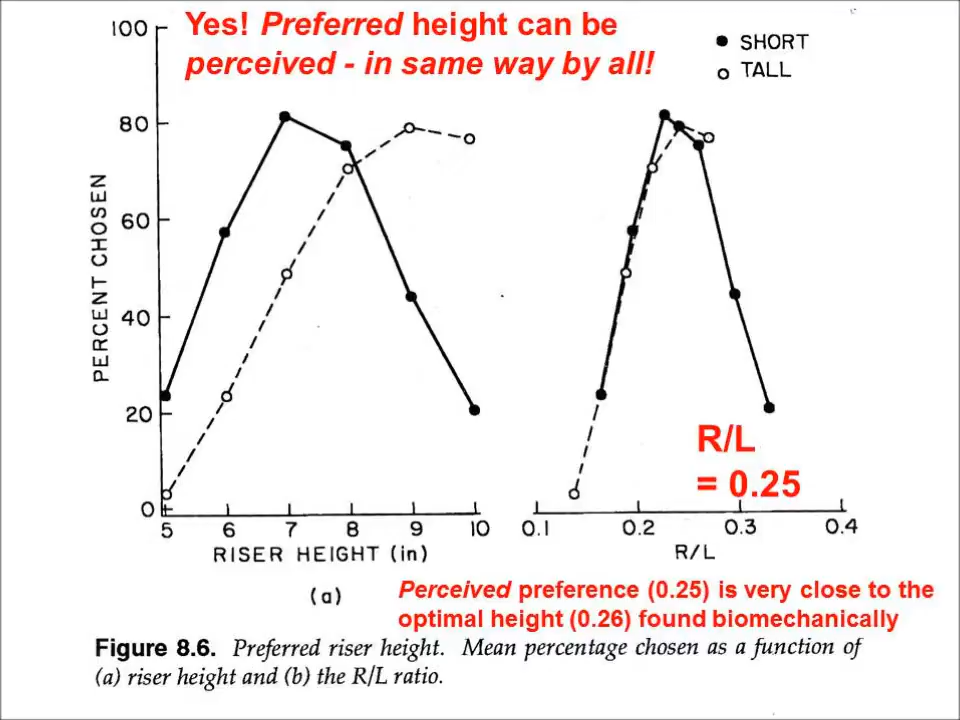 Yes! Preferred height can be
perceived - in same way by all!
SHORT
TALL
PERCENT CHOSEN
100
80
60
40
20
0
5 6 7 8 9 10
RISER HEIGHT (in)
(a)
0.1 0.2 0.3 0.4
R/L
R/L
= 0.25
Perceived preference (0.25) is very close to the
optimal height (0.26) found biomechanically
Figure 8.6. Preferred riser height. Mean percentage chosen as a function of
(a) riser height and (b) the R/L ratio.